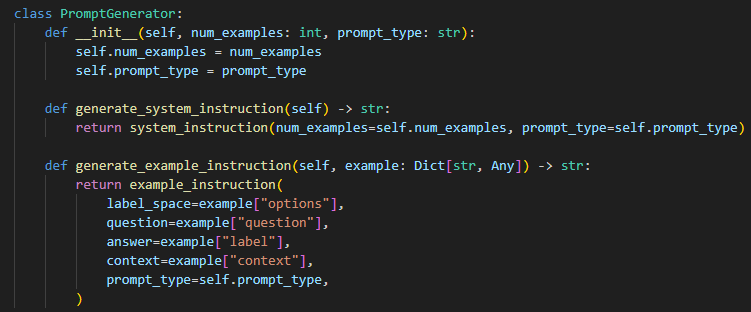 class PromptGenerator:
    def __init__(self, num_examples: int, prompt_type: str):
        self.num_examples = num_examples
        self.prompt_type = prompt_type

    def generate_system_instruction(self) -> str:
        return system_instruction(num_examples=self.num_examples, prompt_type=self.prompt_type)

    def generate_example_instruction(self, example: Dict[str, Any]) -> str:
        return example_instruction(
            label_space=example["options"],
            question=example["question"],
            answer=example["label"],
            context=example["context"],
            prompt_type=self.prompt_type,
        )